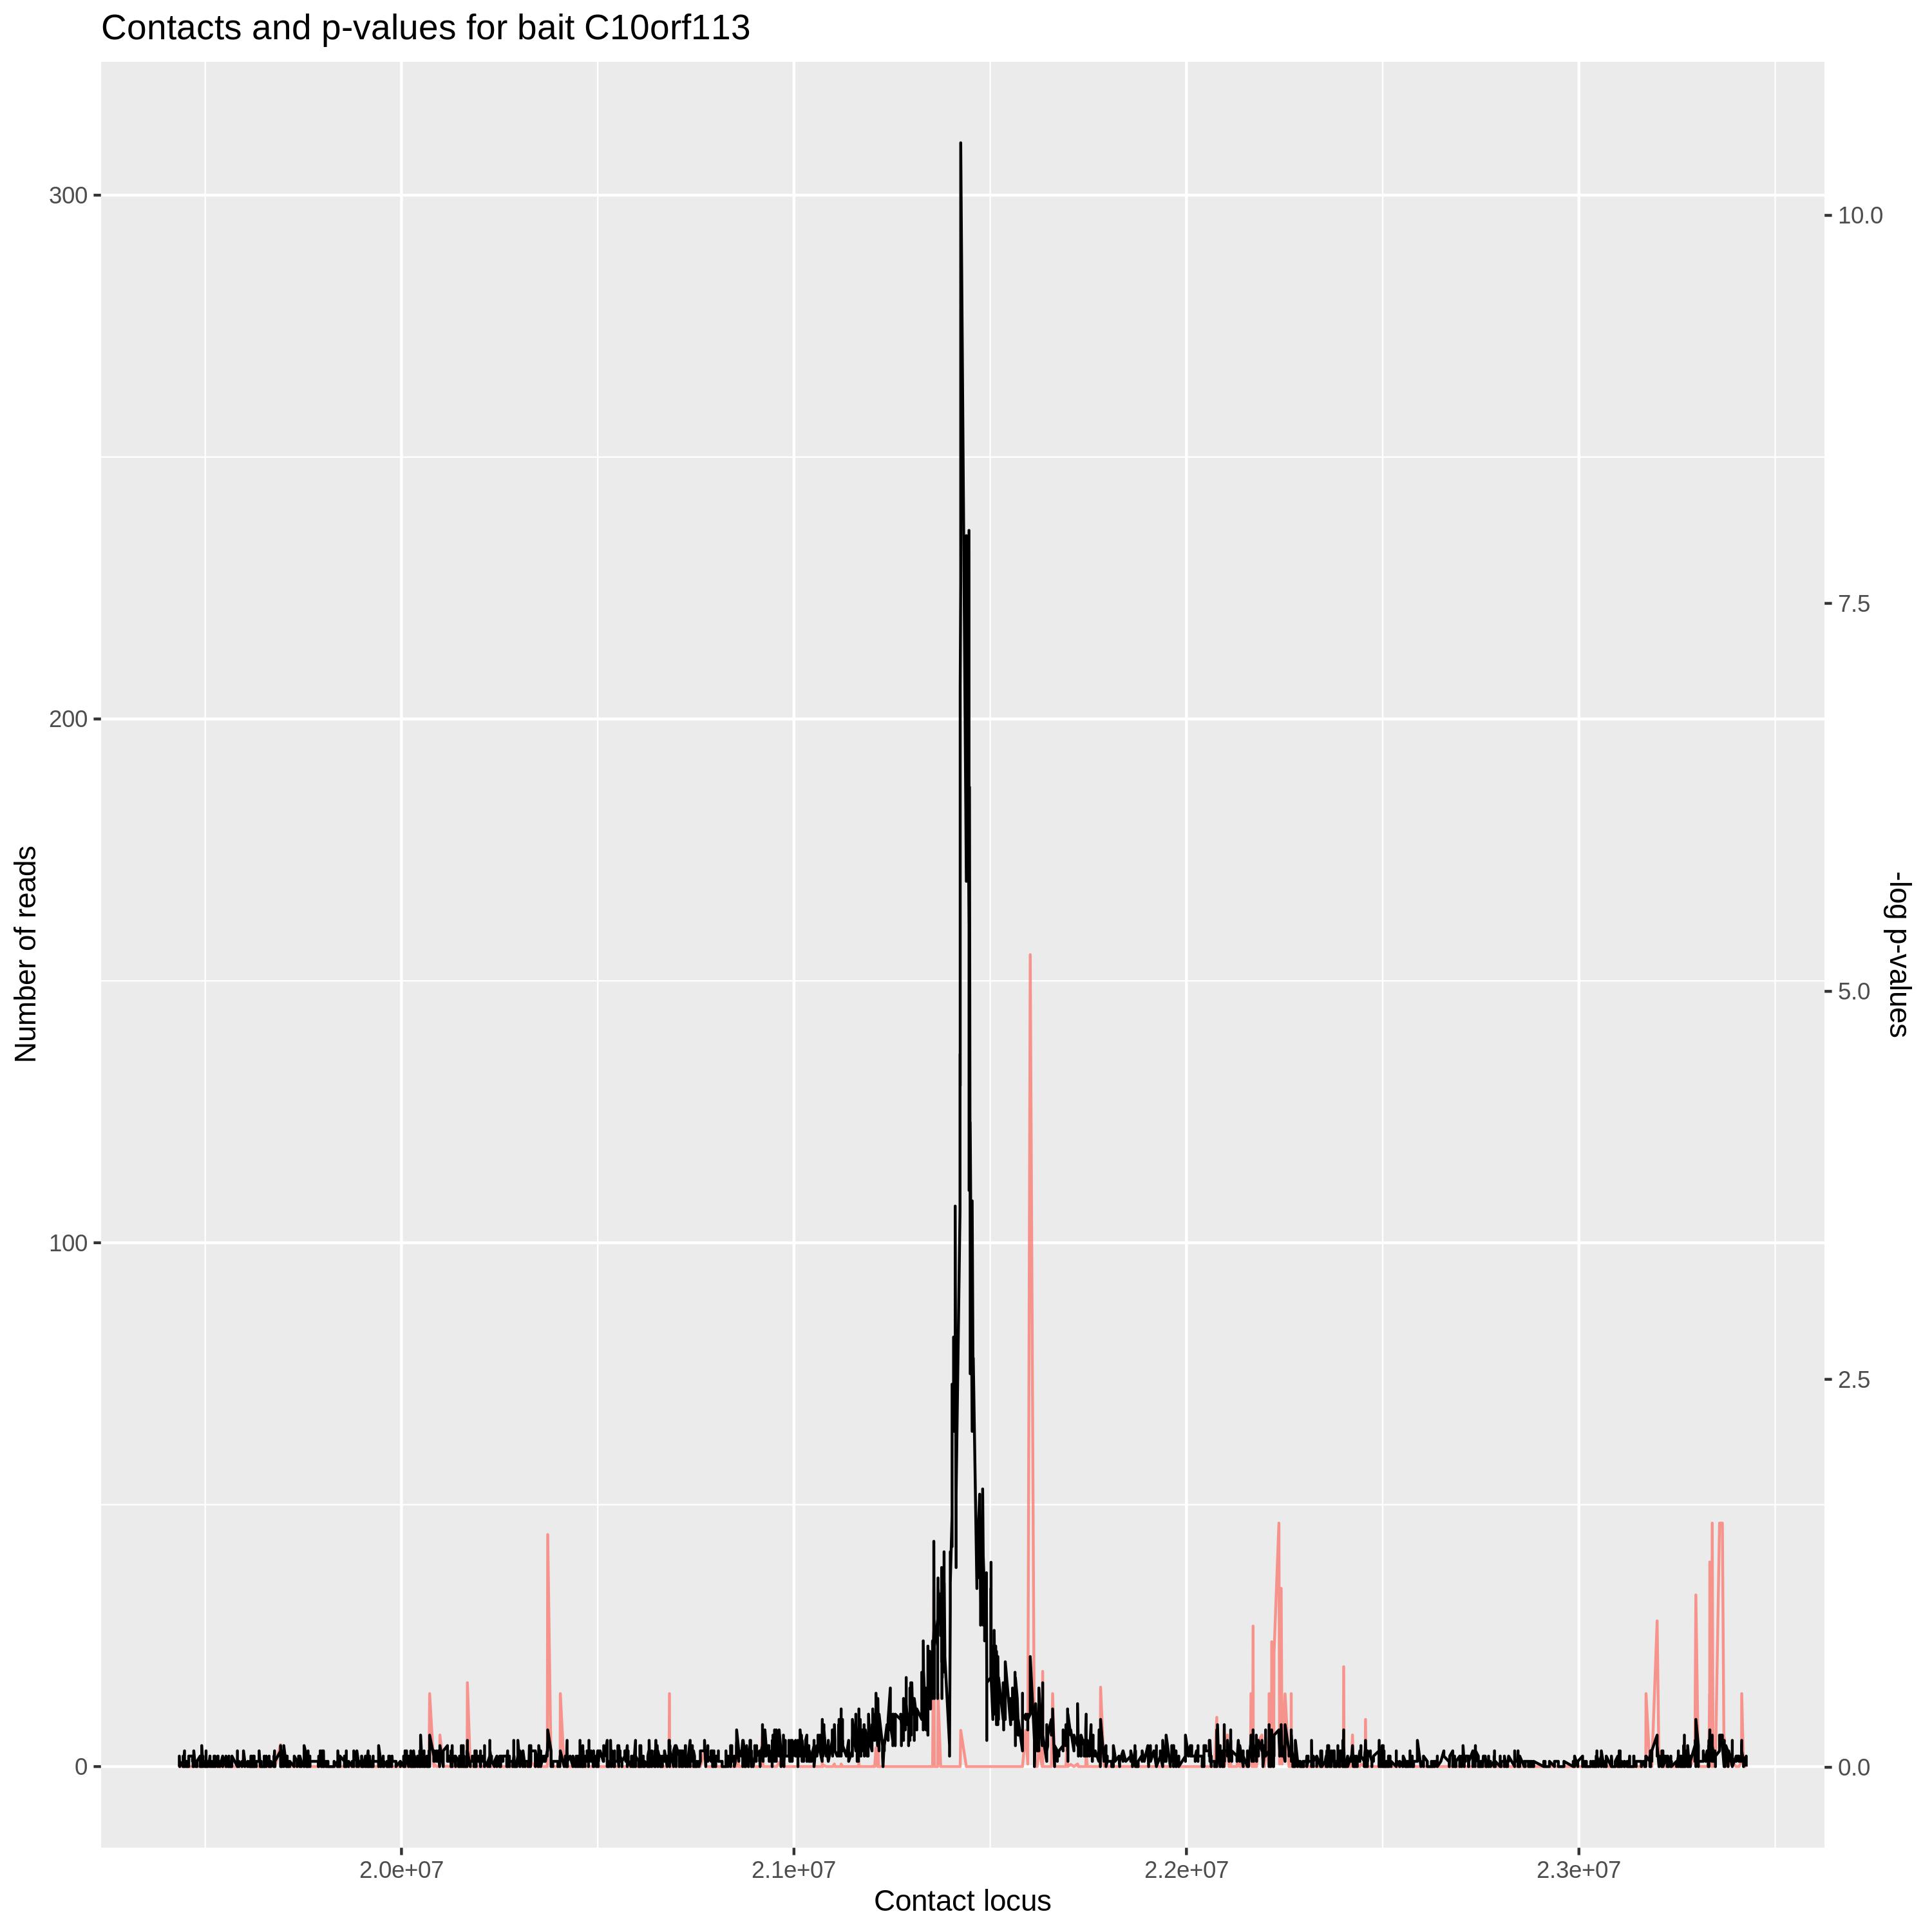 Contacts and p-values for bait C10orf113
300
200
100
0
Number of reads
10.0
7.5
5.0
2.5
0.0
-log p-values
2.0e+07
2.1e+07
2.2e+07
2.3e+07
Contact locus